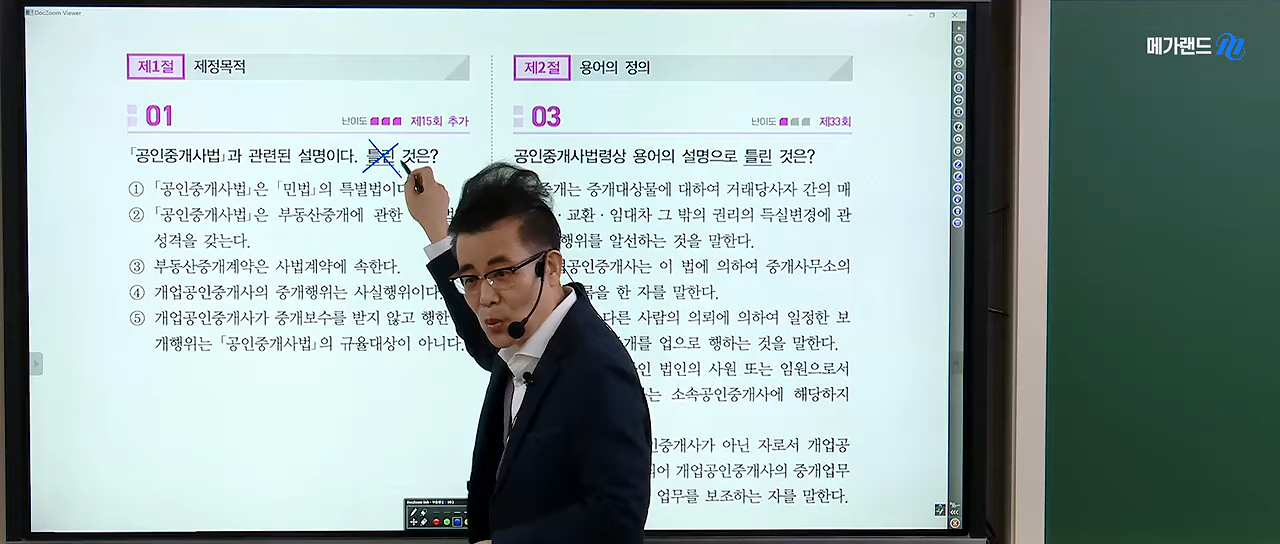 DocZoom Viewer
메가랜드
제1절 제정목적
01
난이도 제15회 추가
「공인중개사법」과 관련된 설명이다. 틀린 것은?
① 「공인중개사법」은 「민법」의 특별법이다
② 「공인중개사법」은 부동산중개에 관한
성격을 갖는다.
③ 부동산중개계약은 사법계약에 속한다.
④ 개업공인중개사의 중개행위는 사실행위이다.
⑤ 개업공인중개사가 중개보수를 받지 않고 행한
개행위는 「공인중개사법」의 규율대상이 아니다.
제2절 용어의 정의
03
난이도 제33회
공인중개사법령상 용어의 설명으로 틀린 것은?
중개는 중개대상물에 대하여 거래당사자 간의 매
· 교환 · 임대차 그 밖의 권리의 득실변경에 관
행위를 알선하는 것을 말한다.
업공인중개사는 이 법에 의하여 중개사무소의
록을 한 자를 말한다.
다른 사람의 의뢰에 의하여 일정한 보
개를 업으로 행하는 것을 말한다.
인 법인의 사원 또는 임원으로서
는 소속공인중개사에 해당하지
인중개사가 아닌 자로서 개업공
되어 개업공인중개사의 중개업무
업무를 보조하는 자를 말한다.